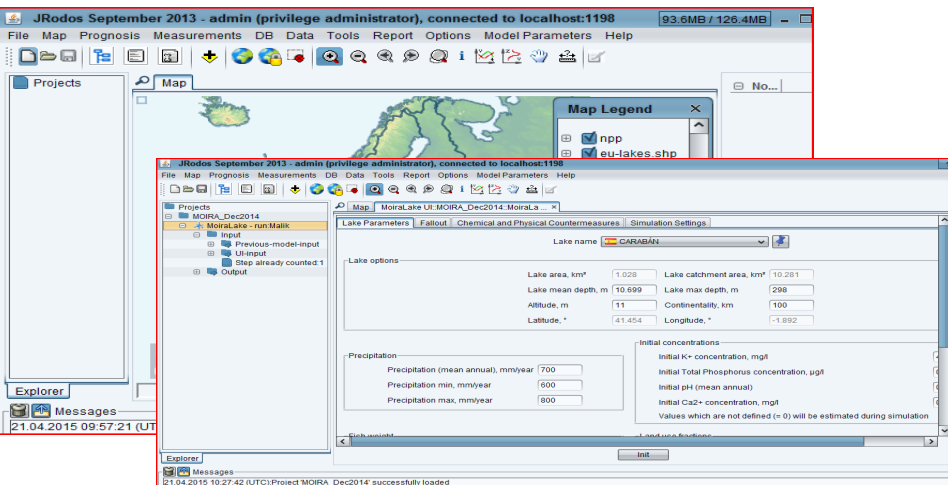 JRodos September 2013 - admin (privilege administrator), connected to localhost:1198 93.6MB / 126.4MB
File Map Prognosis Measurements DB Data Tools Report Options Model Parameters Help
Projects
Map
No...
Map Legend
npp
eu-lakes.shp
Explorer
Messages
21.04.2015 09:57:21 (UT
JRodos September 2013 - admin (privilege administrator), connected to localhost:1198
File Map Prognosis Measurements DB Data Tools Report Options Model Parameters Help
Projects
MOIRA_Dec2014
MoiraLake - run:Malik
Input
Previous-model-input
UI-input
Step already counted:1
Output
Map MoiraLake UI::MOIRA_Dec2014::MoiraLa ...
Lake Parameters Fallout Chemical and Physical Countermeasures Simulation Settings
Lake name CARABÁN
Lake options
Lake area, km² 1.028 Lake catchment area, km² 10.281
Lake mean depth, m 10.699 Lake max depth, m 298
Altitude, m 11 Continentality, km 100
Latitude, ° 41.454 Longitude, ° -1.892
Precipitation
Precipitation (mean annual), mm/year 700
Precipitation min, mm/year 600
Precipitation max, mm/year 800
Initial concentrations
Initial K+ concentration, mg/l
Initial Total Phosphorus concentration, µg/l
Initial pH (mean annual)
Initial Ca2+ concentration, mg/l
Values which are not defined (= 0) will be estimated during simulation
Fish weight
Land use fractions
Init
Explorer
Messages
21.04.2015 10:27:42 (UTC):Project 'MOIRA_Dec2014' successfully loaded